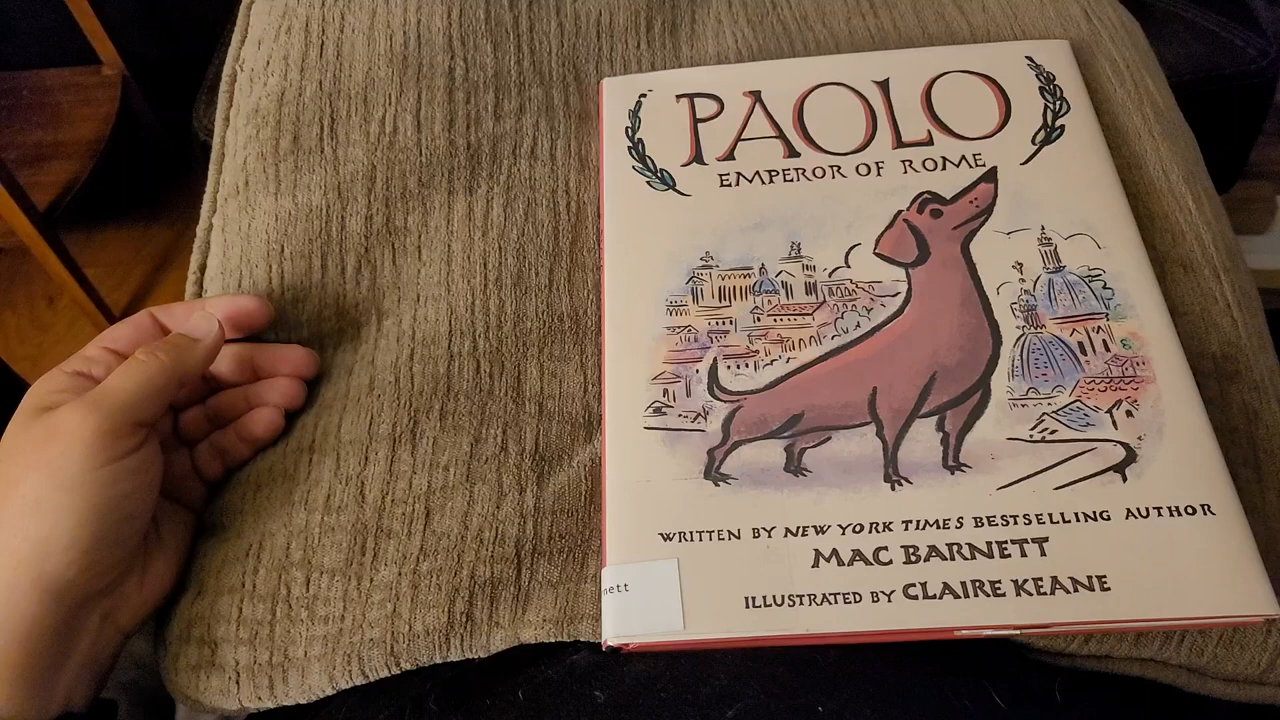 PAOLO
EMPEROR OF ROME
WRITTEN BY NEW YORK TIMES BESTSELLING AUTHOR
MAC BARNETT
nett
ILLUSTRATED BY CLAIRE KEANE